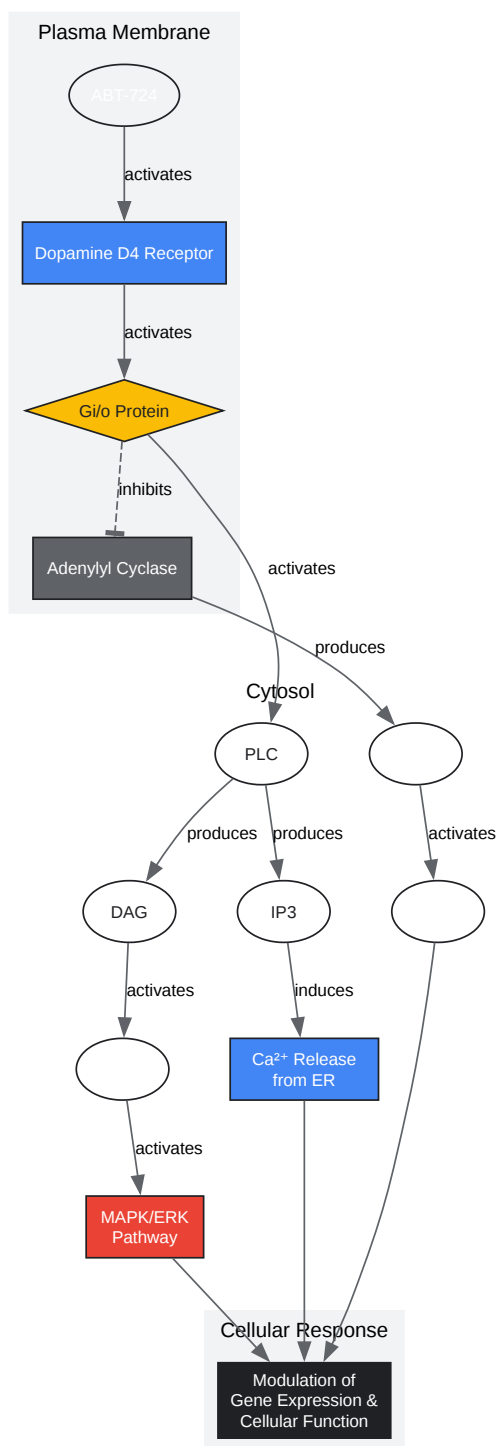 Plasma Membrane
ABT-724
activates
Dopamine D4 Receptor
activates
Gi/o Protein
inhibits
Adenylyl Cyclase
activates
produces
Cytosol
PLC
produces
produces
activates
DAG
IP3
activates
induces
Ca²⁺ Release
from ER
activates
MAPK/ERK
Pathway
Cellular Response
Modulation of
Gene Expression &
Cellular Function